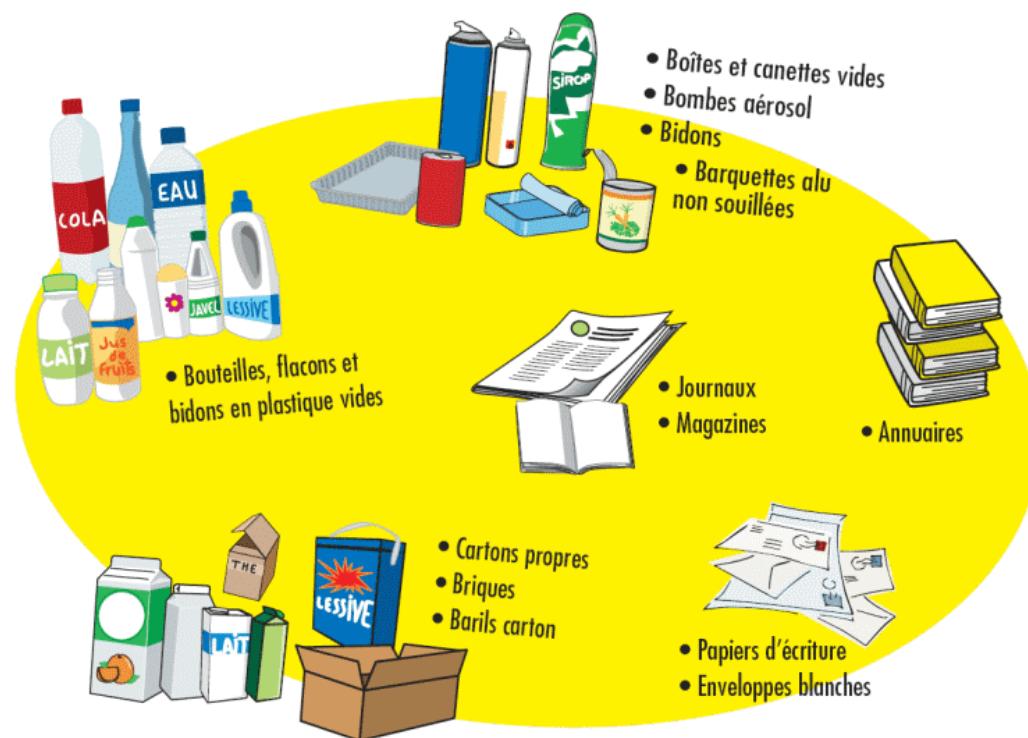 SIROP
• Boîtes et canettes vides
• Bombes aérosol
• Bidons
• Barquettes alu
non souillées
COLA
EAU
JAVEL
LESSIVE
LAIT
Jus
de
fruits
• Bouteilles, flacons et
bidons en plastique vides
• Journaux
• Magazines
• Annuaires
THE
LESSIVE
LAIT
• Cartons propres
• Briques
• Barils carton
• Papiers d'écriture
• Enveloppes blanches